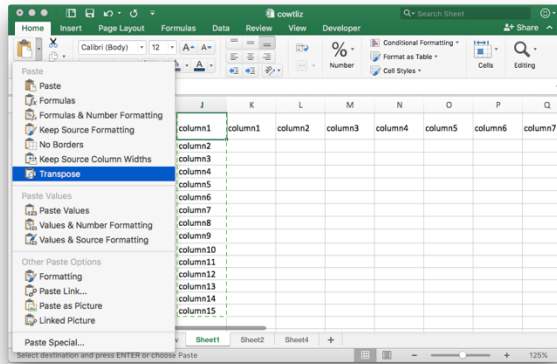 cowtliz
Search Sheet
Home Insert Page Layout Formulas Data Review View Developer
Share
Calibri (Body) 12 A A
Conditional Formatting
Format as Table
Cell Styles
% Number Cells Editing
Paste
Paste
Formulas
Formulas & Number Formatting
Keep Source Formatting
No Borders
Keep Source Column Widths
Transpose
Paste Values
Paste Values
Values & Number Formatting
Values & Source Formatting
Other Paste Options
Formatting
Paste Link...
Paste as Picture
Linked Picture
Paste Special...
J K L M N O P Q
column1 column1 column2 column3 column4 column5 column6 column7
column2
column3
column4
column5
column6
column7
column8
column9
column10
column11
column12
column13
column14
column15
Sheet1 Sheet2 Sheet4 +
Select destination and press ENTER or choose Paste
125%